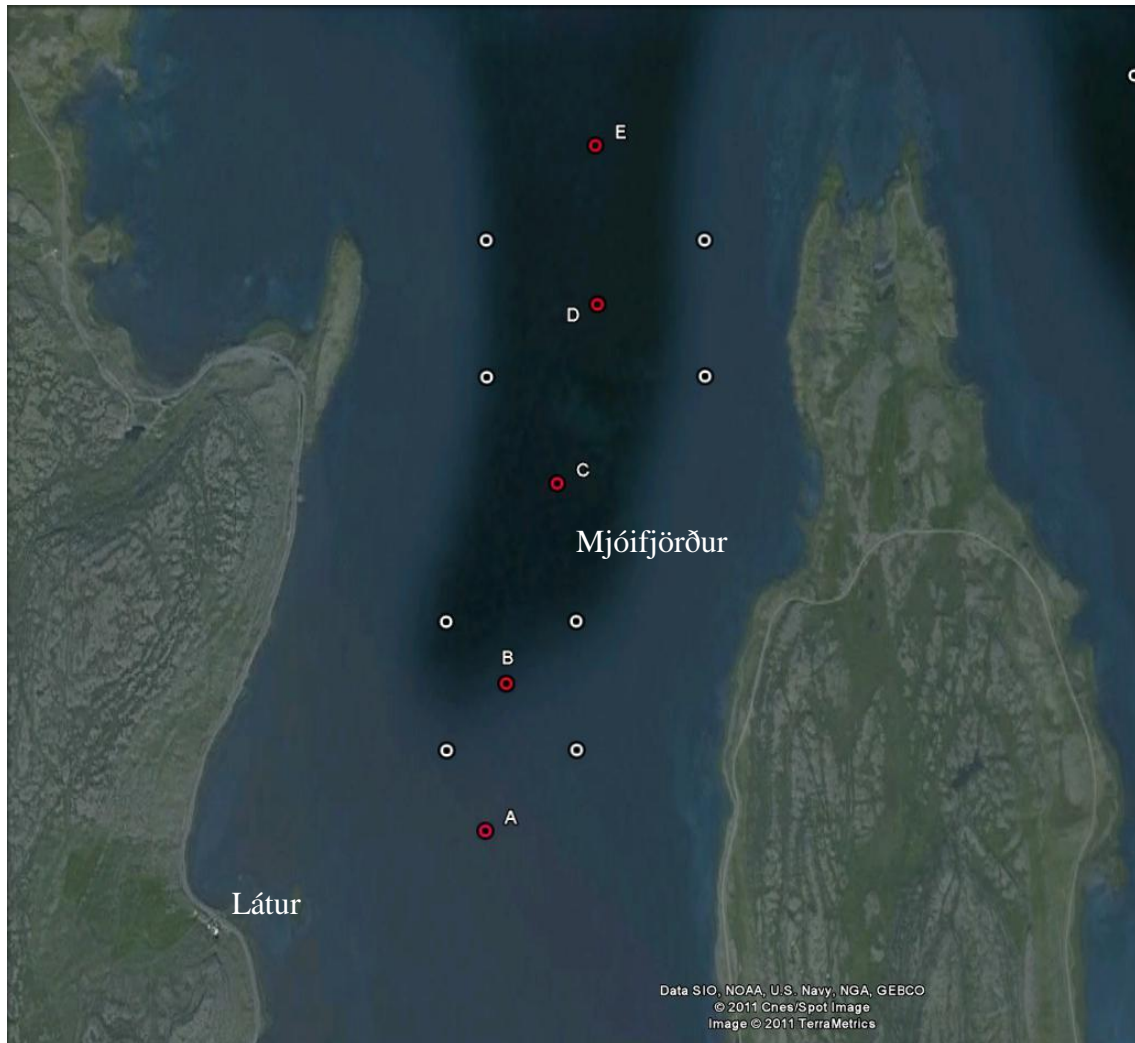 E
D
C
Mjóifjörður
B
A
Látur
Data SIO, NOAA, U.S. Navy, NGA, GEBCO
© 2011 Cnes/Spot Image
Image © 2011 TerraMetrics